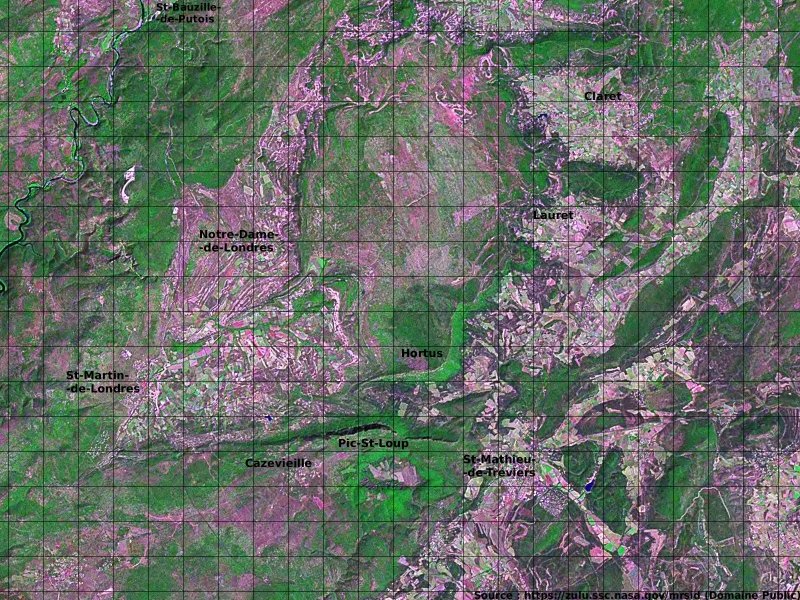 St-Bauzille-
-de-Putois
Claret
Lauret
Notre-Dame-
-de-Londres
Hortus
St-Martin-
-de-Londres
Pic-St-Loup
Cazevieille
St-Mathieu-
-de-Tréviers
Source : https://zulu.ssc.nasa.gov/mrsid (Domaine Public)